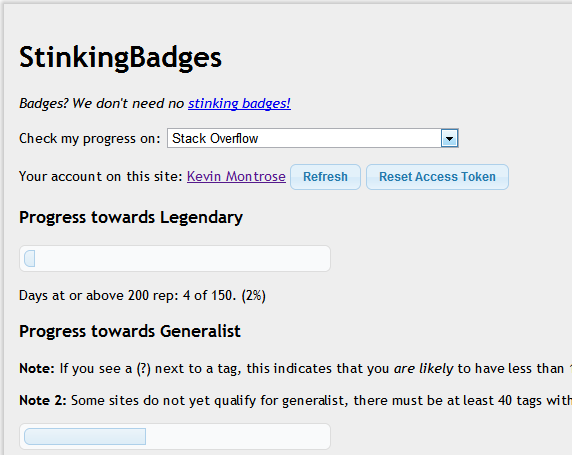 StinkingBadges
Badges? We don't need no stinking badges!
Check my progress on: Stack Overflow
Your account on this site: Kevin Montrose Refresh Reset Access Token
Progress towards Legendary
Days at or above 200 rep: 4 of 150. (2%)
Progress towards Generalist
Note: If you see a (?) next to a tag, this indicates that you are likely to have less than
Note 2: Some sites do not yet qualify for generalist, there must be at least 40 tags with